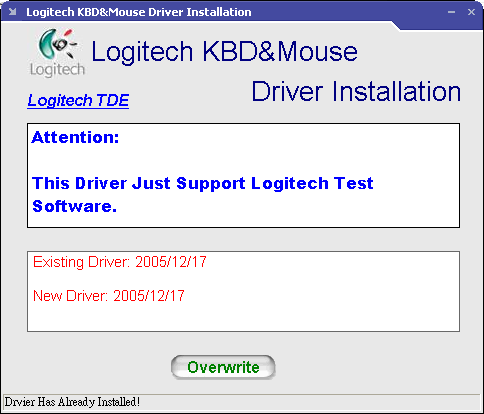 Logitech KBD&Mouse Driver Installation
Logitech
Logitech KBD&Mouse
Driver Installation
Logitech TDE
Attention:
This Driver Just Support Logitech Test
Software.
Existing Driver: 2005/12/17
New Driver: 2005/12/17
Overwrite
Drvier Has Already Installed!